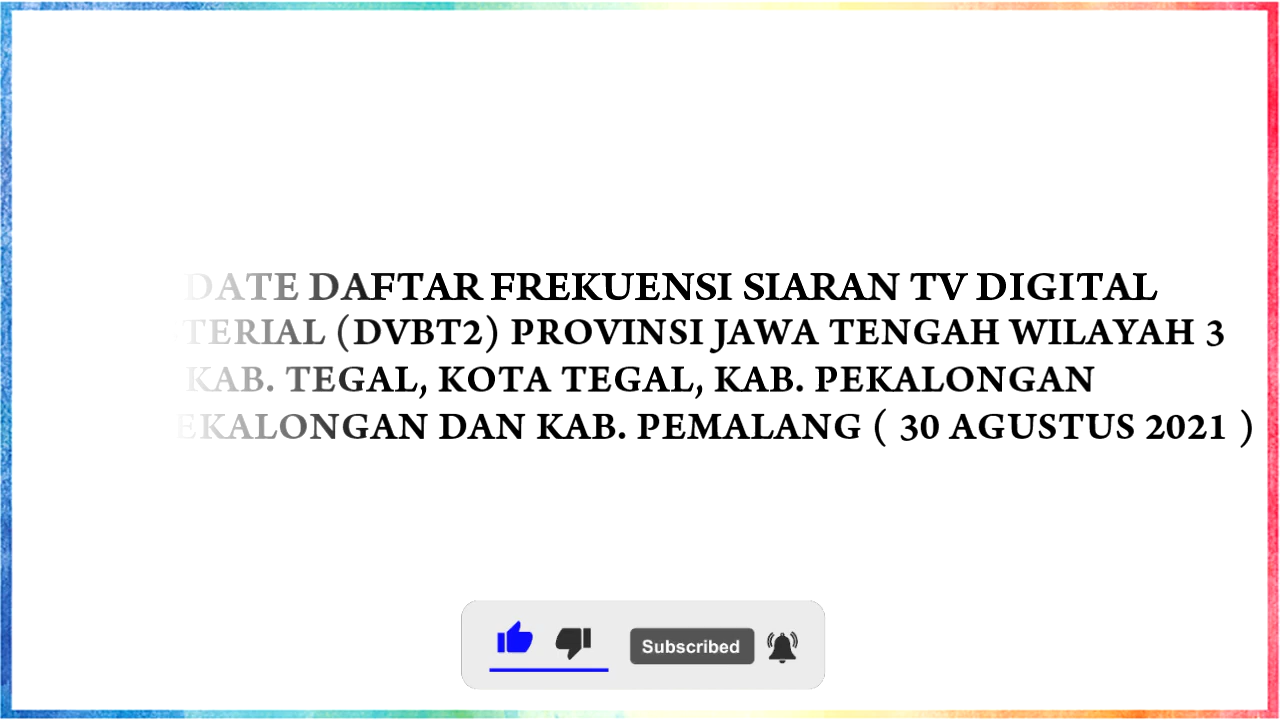 DATE DAFTAR FREKUENSI SIARAN TV DIGITAL
TERIAL (DVBT2) PROVINSI JAWA TENGAH WILAYAH 3
KAB. TEGAL, KOTA TEGAL, KAB. PEKALONGAN
EKALONGAN DAN KAB. PEMALANG ( 30 AGUSTUS 2021 )
Subscribed